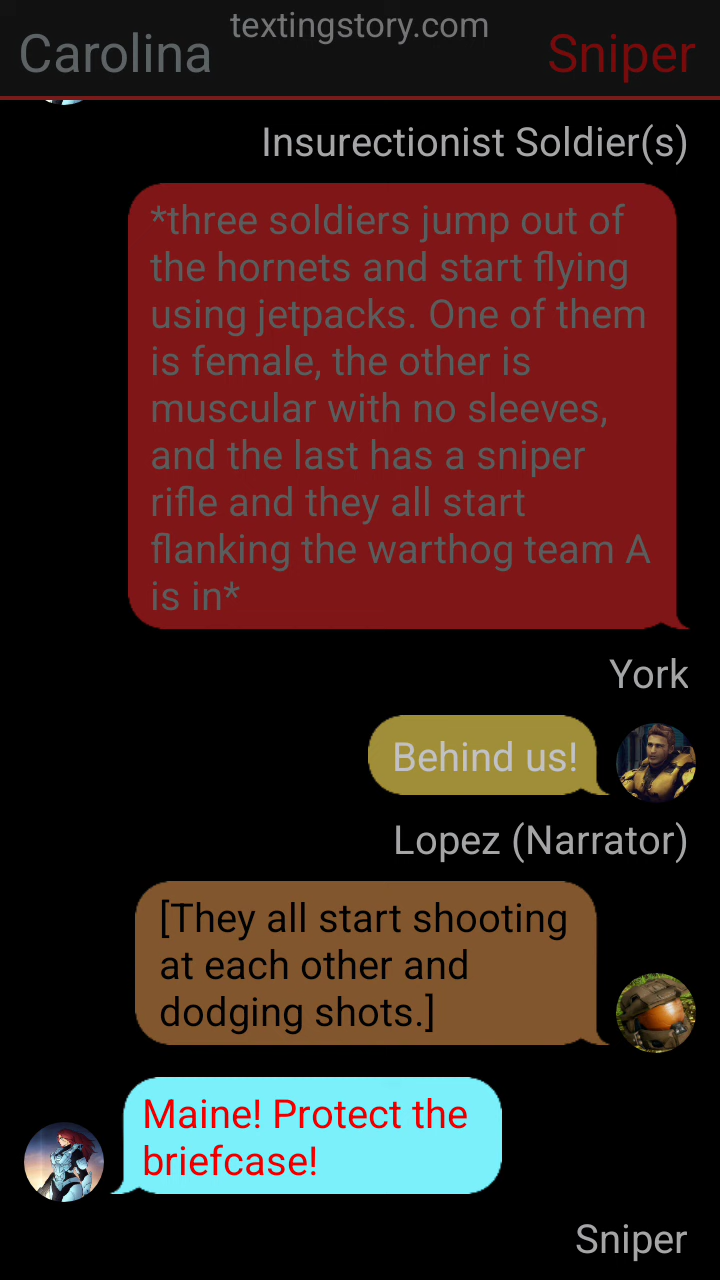 textingstory.com
Carolina
Sniper
Insurectionist Soldier(s)
*three soldiers jump out of
the hornets and start flying
using jetpacks. One of them
is female, the other is
muscular with no sleeves,
and the last has a sniper
rifle and they all start
flanking the warthog team A
is in*
York
Behind us!
Lopez (Narrator)
[They all start shooting
at each other and
dodging shots.]
Maine! Protect the
briefcase!
Sniper